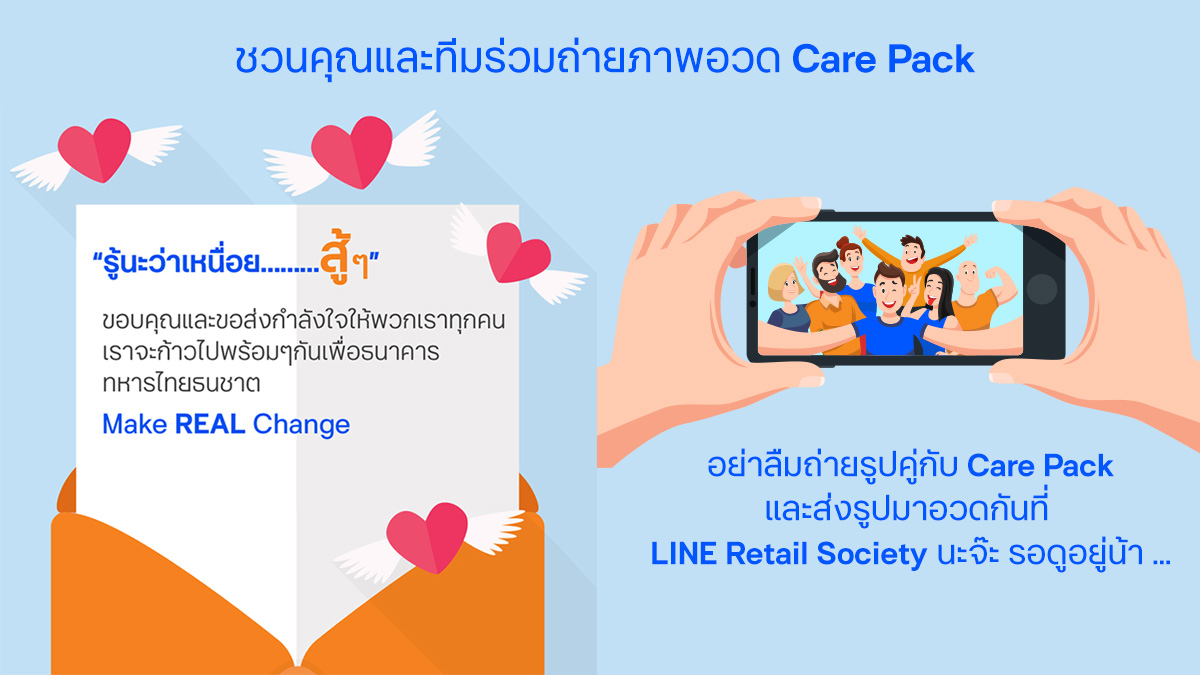 ชวนคุณและทีมร่วมถ่ายภาพอวด Care Pack
“รู้นะว่าเหนื่อย.........สู้ ๆ”
ขอบคุณและขอส่งกำลังใจให้พวกเราทุกคน
เราจะก้าวไปพร้อมๆกันเพื่อธนาคาร
ทหารไทยธนชาต
Make REAL Change
อย่าลืมถ่ายรูปคู่กับ Care Pack
และส่งรูปมาอวดกันที่
LINE Retail Society นะจ๊ะ รอดูอยู่น้า ...